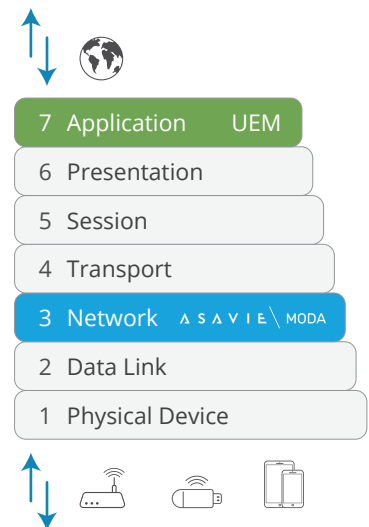 7 Application UEM
6 Presentation
5 Session
4 Transport
3 Network ASAVIE\MODA
2 Data Link
1 Physical Device